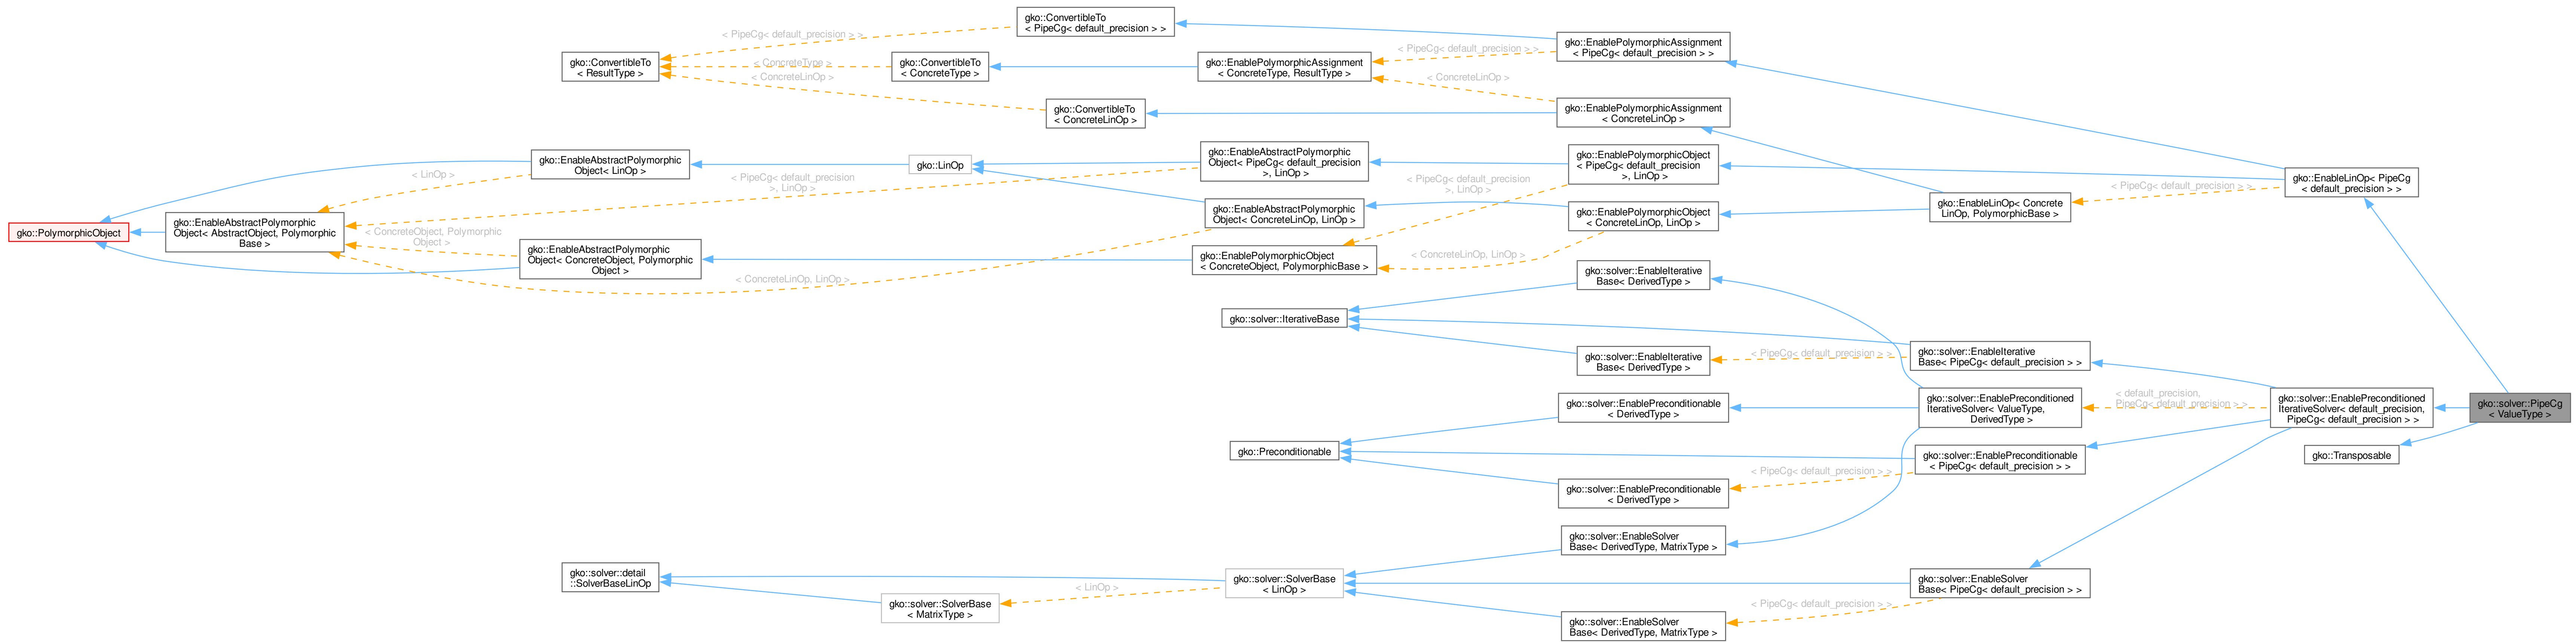 gko::ConvertibleTo
< PipeCg< default_precision > >
< PipeCg< default_precision > >
gko::EnablePolymorphicAssignment
< PipeCg< default_precision > >
< PipeCg< default_precision > >
gko::ConvertibleTo
< ResultType >
< ConcreteType >
gko::ConvertibleTo
< ConcreteType >
gko::EnablePolymorphicAssignment
< ConcreteType, ResultType >
< ConcreteLinOp >
< ConcreteLinOp >
gko::ConvertibleTo
< ConcreteLinOp >
gko::EnablePolymorphicAssignment
< ConcreteLinOp >
gko::EnableAbstractPolymorphic
Object< LinOp >
gko::LinOp
gko::EnableAbstractPolymorphic
Object< PipeCg< default_precision
>, LinOp >
gko::EnablePolymorphicObject
< PipeCg< default_precision
>, LinOp >
< LinOp >
< PipeCg< default_precision
>, LinOp >
< PipeCg< default_precision
>, LinOp >
gko::EnableLinOp< PipeCg
< default_precision > >
< PipeCg< default_precision > >
gko::EnableLinOp< Concrete
LinOp, PolymorphicBase >
gko::EnableAbstractPolymorphic
Object< ConcreteLinOp, LinOp >
gko::EnablePolymorphicObject
< ConcreteLinOp, LinOp >
gko::PolymorphicObject
gko::EnableAbstractPolymorphic
Object< AbstractObject, Polymorphic
Base >
< ConcreteObject, Polymorphic
Object >
gko::EnableAbstractPolymorphic
Object< ConcreteObject, Polymorphic
Object >
gko::EnablePolymorphicObject
< ConcreteObject, PolymorphicBase >
< ConcreteLinOp, LinOp >
< ConcreteLinOp, LinOp >
gko::solver::EnableIterative
Base< DerivedType >
gko::solver::IterativeBase
gko::solver::EnableIterative
Base< DerivedType >
< PipeCg< default_precision > >
gko::solver::EnableIterative
Base< PipeCg< default_precision > >
gko::solver::EnablePreconditionable
< DerivedType >
gko::solver::EnablePreconditioned
IterativeSolver< ValueType,
DerivedType >
< default_precision,
PipeCg< default_precision > >
gko::solver::EnablePreconditioned
IterativeSolver< default_precision,
PipeCg< default_precision > >
gko::solver::PipeCg
< ValueType >
gko::Preconditionable
gko::solver::EnablePreconditionable
< PipeCg< default_precision > >
gko::Transposable
< PipeCg< default_precision > >
gko::solver::EnablePreconditionable
< DerivedType >
gko::solver::EnableSolver
Base< DerivedType, MatrixType >
gko::solver::detail
::SolverBaseLinOp
gko::solver::SolverBase
< LinOp >
gko::solver::EnableSolver
Base< PipeCg< default_precision > >
< LinOp >
gko::solver::SolverBase
< MatrixType >
< PipeCg< default_precision > >
gko::solver::EnableSolver
Base< DerivedType, MatrixType >